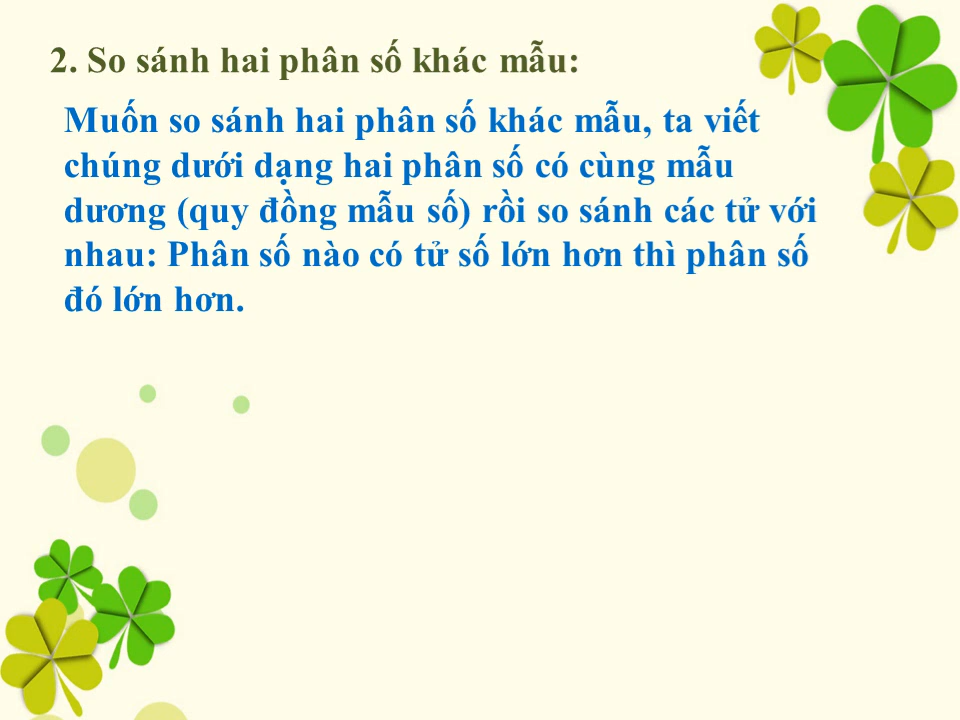 2. So sánh hai phân số khác mẫu:
Muốn so sánh hai phân số khác mẫu, ta viết
chúng dưới dạng hai phân số có cùng mẫu
dương (quy đồng mẫu số) rồi so sánh các tử với
nhau: Phân số nào có tử số lớn hơn thì phân số
đó lớn hơn.